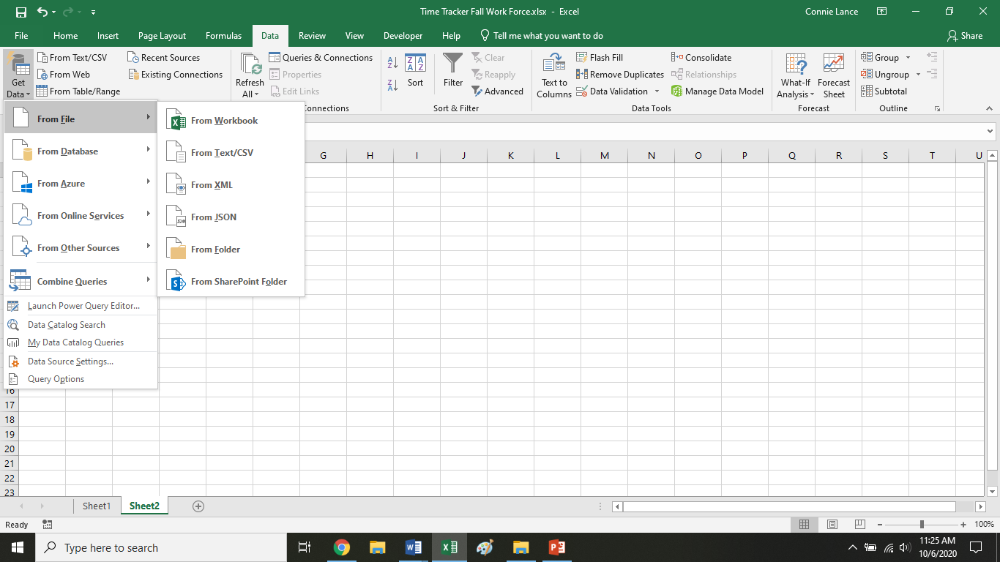 Time Tracker Fall Work Force.xlsx - Excel
Connie Lance
File Home Insert Page Layout Formulas Data Review View Developer Help Tell me what you want to do Share
Get Data
From Text/CSV
From Web
From Table/Range
Recent Sources
Existing Connections
Refresh All
Queries & Connections
Properties
Edit Links
Connections
Sort
Filter
Clear
Reapply
Advanced
Sort & Filter
Text to Columns
Flash Fill
Remove Duplicates
Data Validation
Consolidate
Relationships
Manage Data Model
Data Tools
What-If Analysis
Forecast Sheet
Forecast
Group
Ungroup
Subtotal
Outline
From File
From Database
From Azure
From Online Services
From Other Sources
Combine Queries
Launch Power Query Editor...
Data Catalog Search
My Data Catalog Queries
Data Source Settings...
Query Options
From Workbook
From Text/CSV
From XML
From JSON
From Folder
From SharePoint Folder
G H I J K L M N O P Q R S T U
16
17
18
19
20
21
22
23
Sheet1 Sheet2
Ready
100%
Type here to search
11:25 AM
10/6/2020